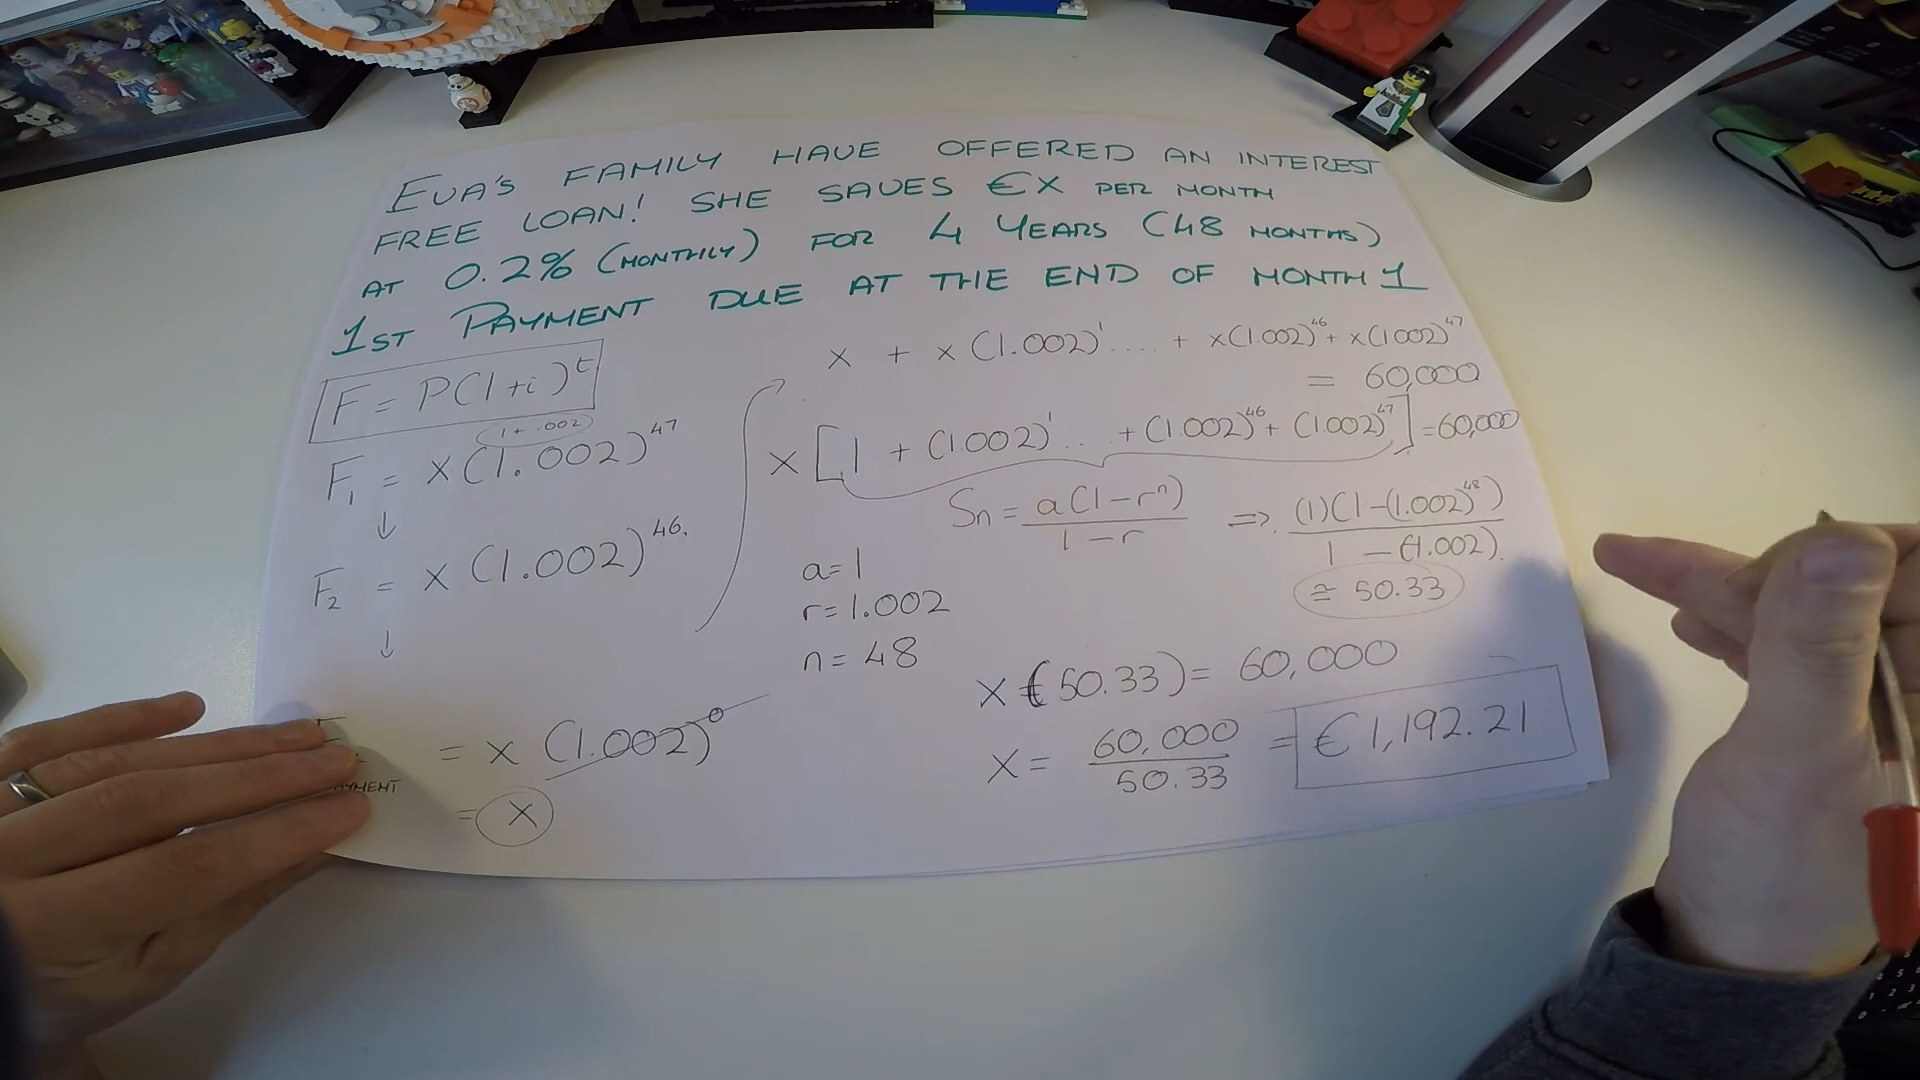 EVA'S FAMILY HAVE OFFERED AN INTEREST
FREE LOAN! SHE SAVES €X PER MONTH
AT 0.2% (MONTHLY) FOR 4 YEARS (48 MONTHS)
1ST PAYMENT DUE AT THE END OF MONTH 1
F = P(1+i)^t
1 + .002
F₁ = x(1.002)^47
↓
F₂ = x(1.002)^46.
↓
= x (1.002)^0
= x
x + x(1.002)^1 .... + x(1.002)^46 + x(1.002)^47
= 60,000
x [1 + (1.002)^1 ... + (1.002)^46 + (1.002)^47] = 60,000
Sn = a(1-r^n) / 1-r => (1)(1-(1.002)^48) / 1-(1.002)
≅ 50.33
a=1
r=1.002
n=48
x (50.33) = 60,000
x = 60,000 / 50.33 = €1,192.21